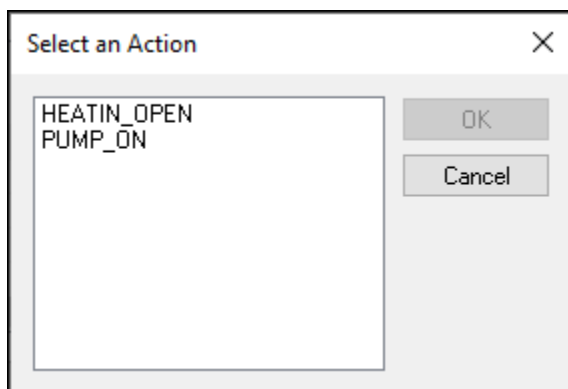 Select an Action
HEATIN_OPEN
PUMP_ON
OK
Cancel